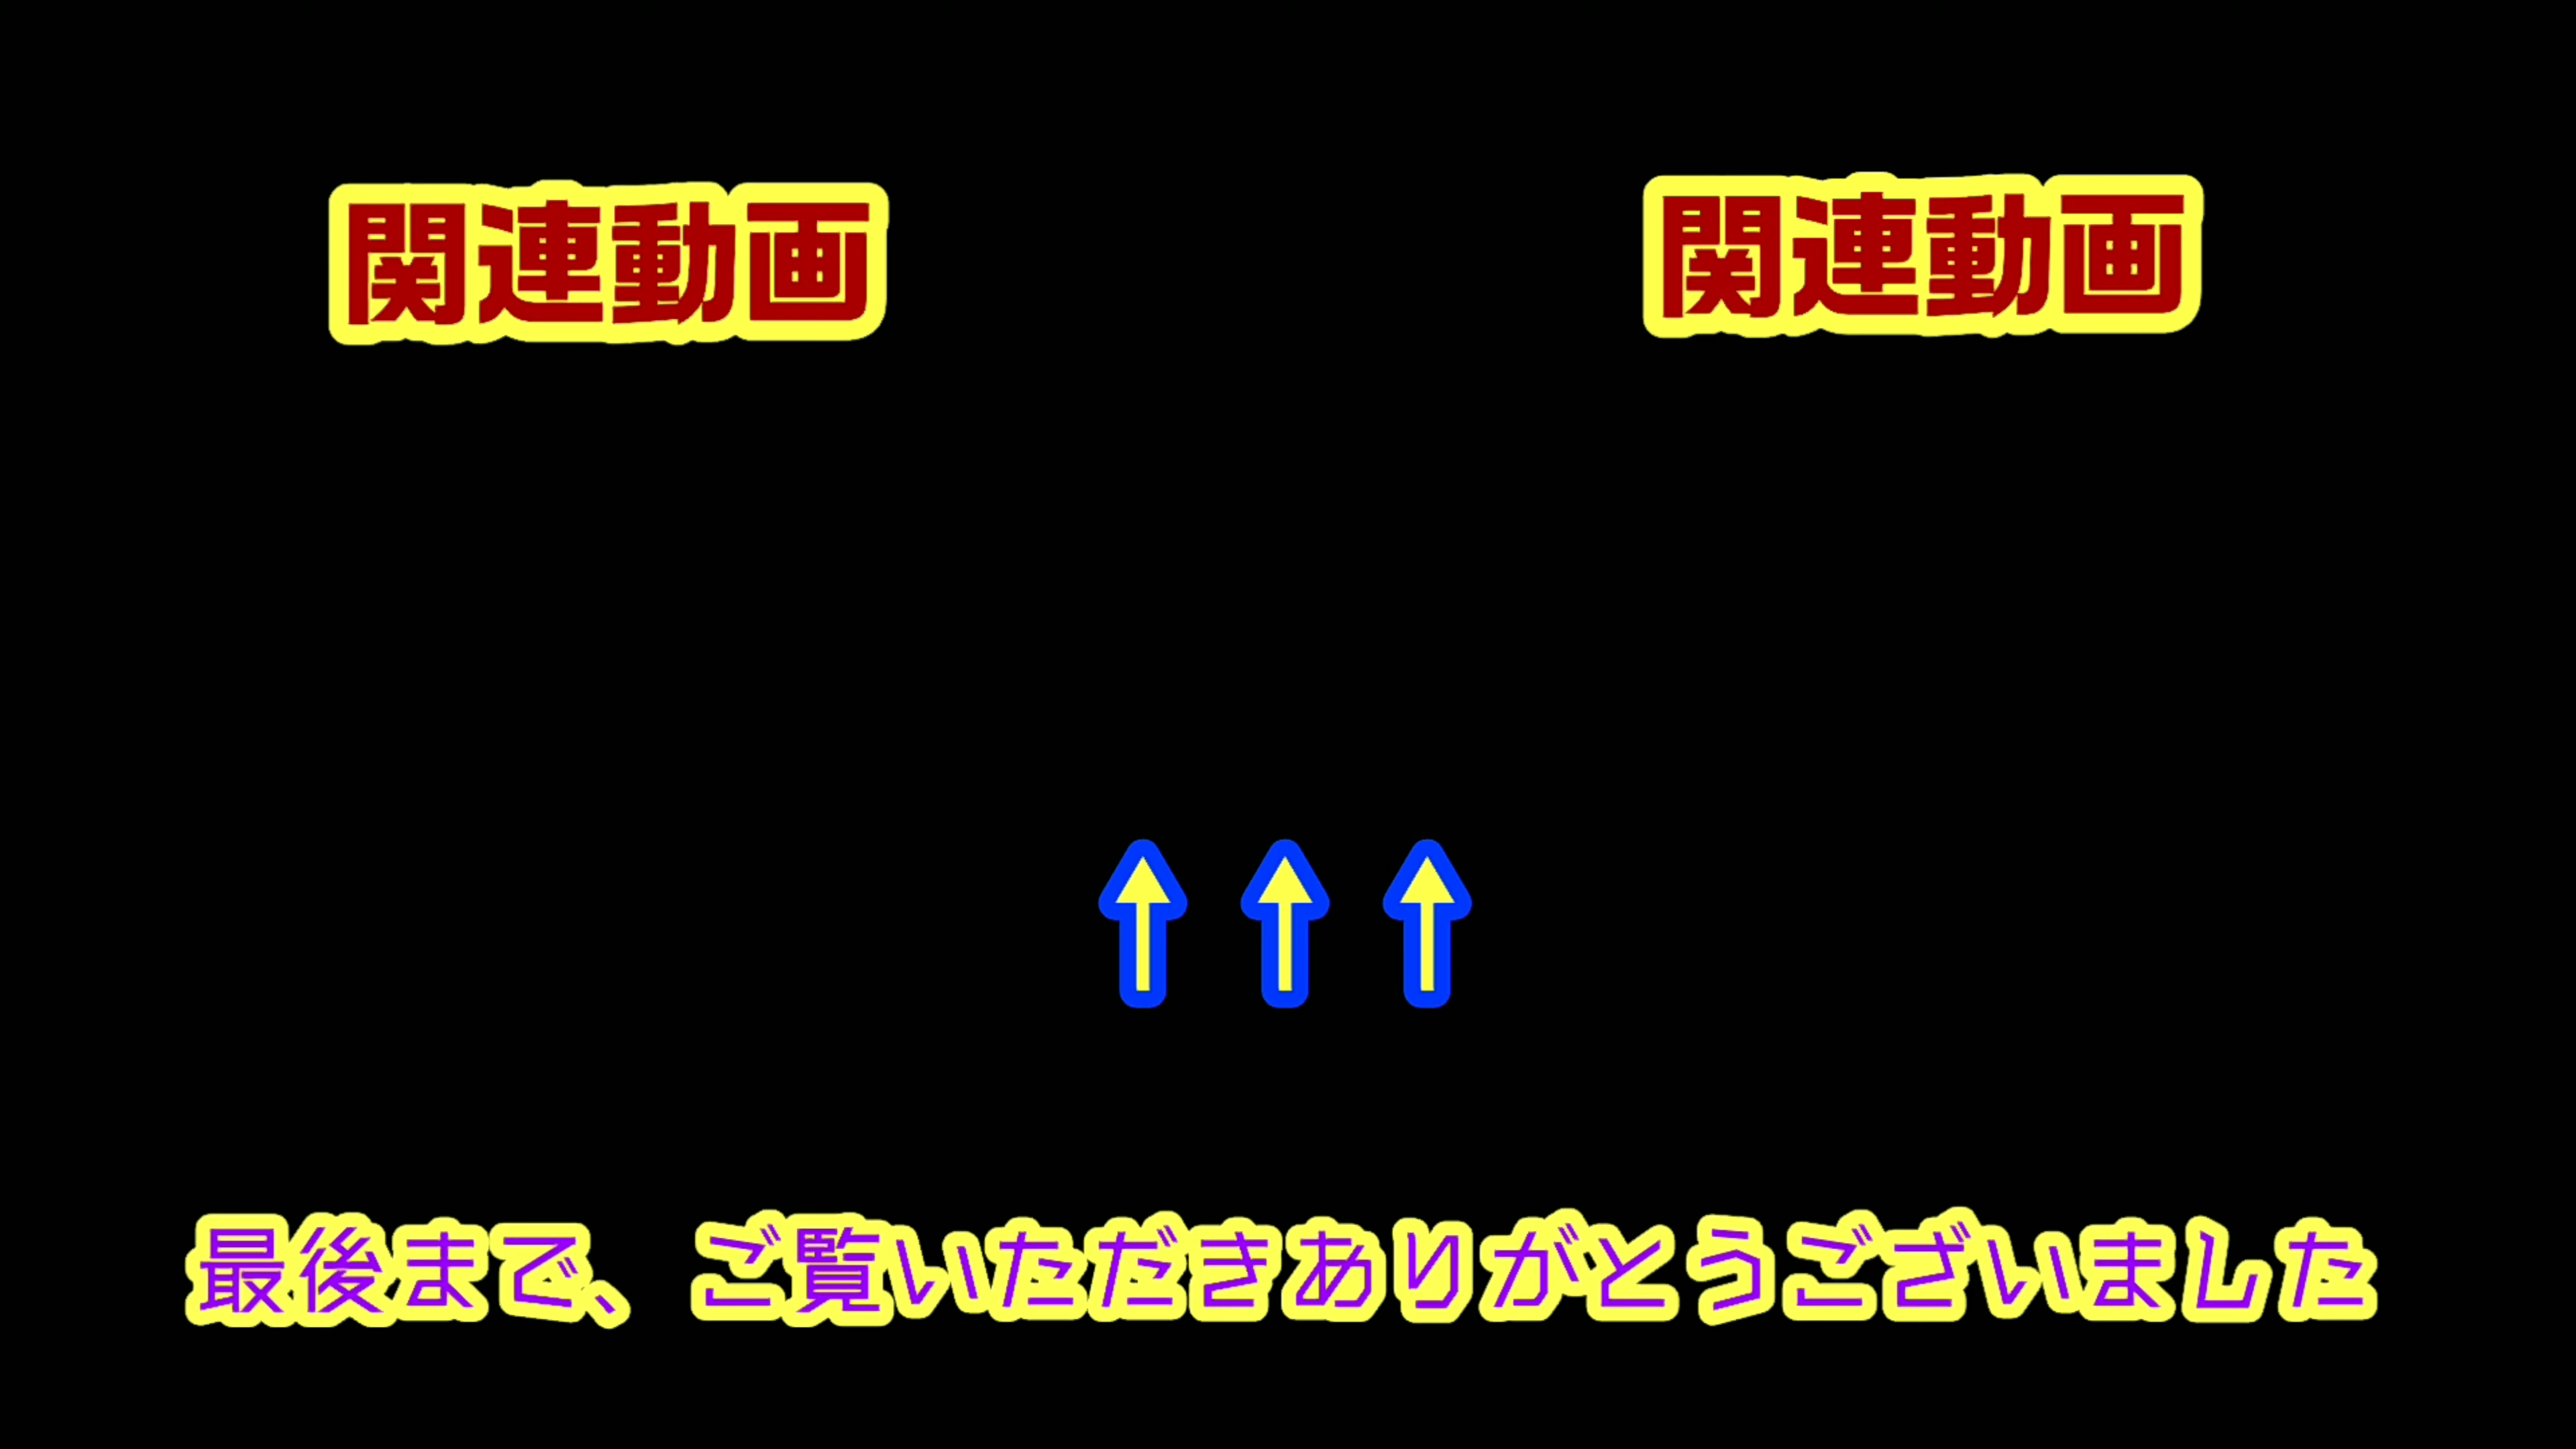 関連動画
関連動画
↑ ↑ ↑
最後まで、ご覧いただきありがとうございました